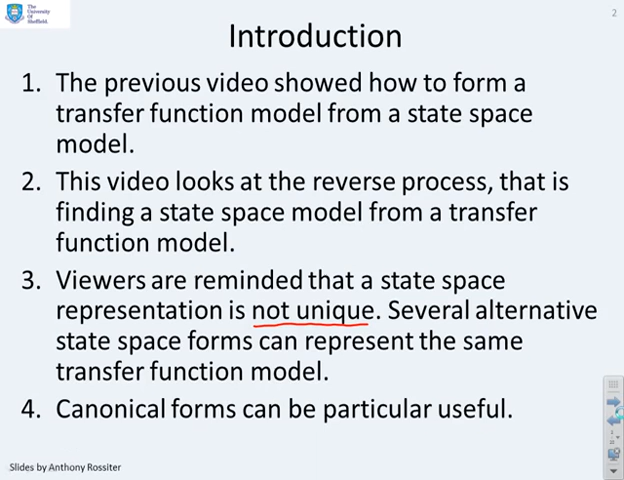 The
University
Of
Sheffield.
2
Introduction
1. The previous video showed how to form a
transfer function model from a state space
model.
2. This video looks at the reverse process, that is
finding a state space model from a transfer
function model.
3. Viewers are reminded that a state space
representation is not unique. Several alternative
state space forms can represent the same
transfer function model.
4. Canonical forms can be particular useful.
Slides by Anthony Rossiter